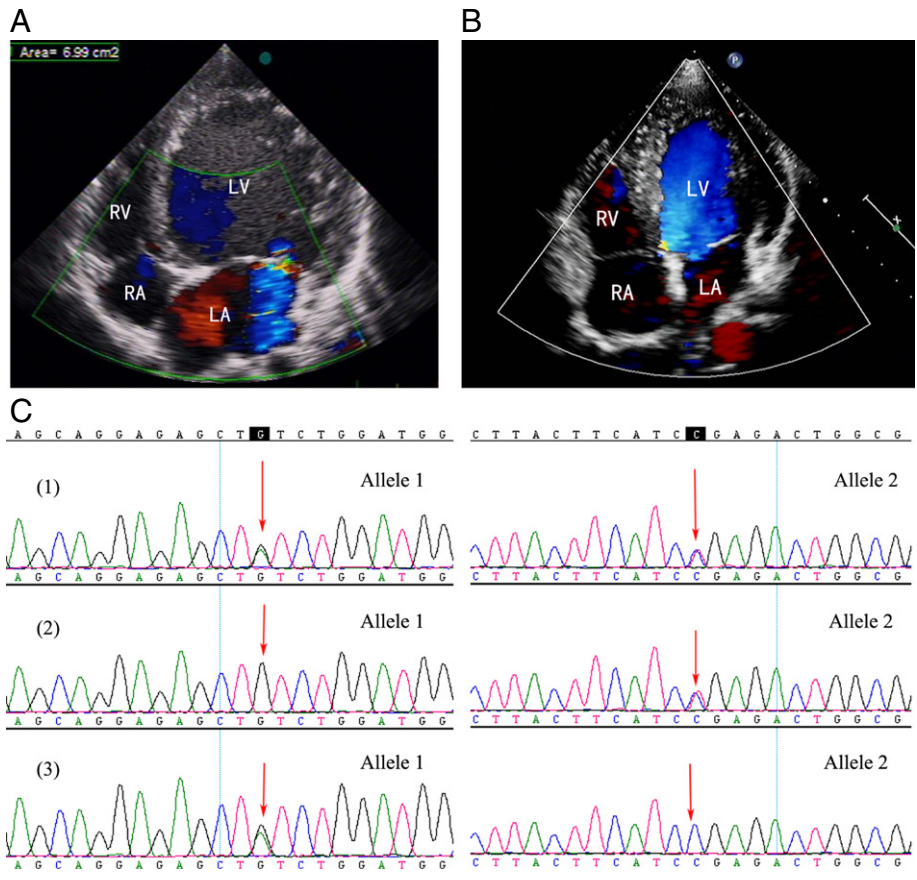 A
B
Area= 6.99 cm2
P
LV
RV
RA
LA
LV
RV
RA
LA
X
C
A G C A G G A G A G C T G T C T G G A T G G
C T T A C T T C A T C C G A G A C T G G C G
(1)
Allele 1
Allele 2
A G C A G G A G A G C T G T C T G G A T G G
C T T A C T T C A T C C G A G A C T G G C G
(2)
Allele 1
Allele 2
A G C A G G A G A G C T G T C T G G A T G G
C T T A C T T C A T C C G A G A C T G G C G
(3)
Allele 1
Allele 2
A G C A G G A G A G C T G T C T G G A T G G
C T T A C T T C A T C C G A G A C T G G C G